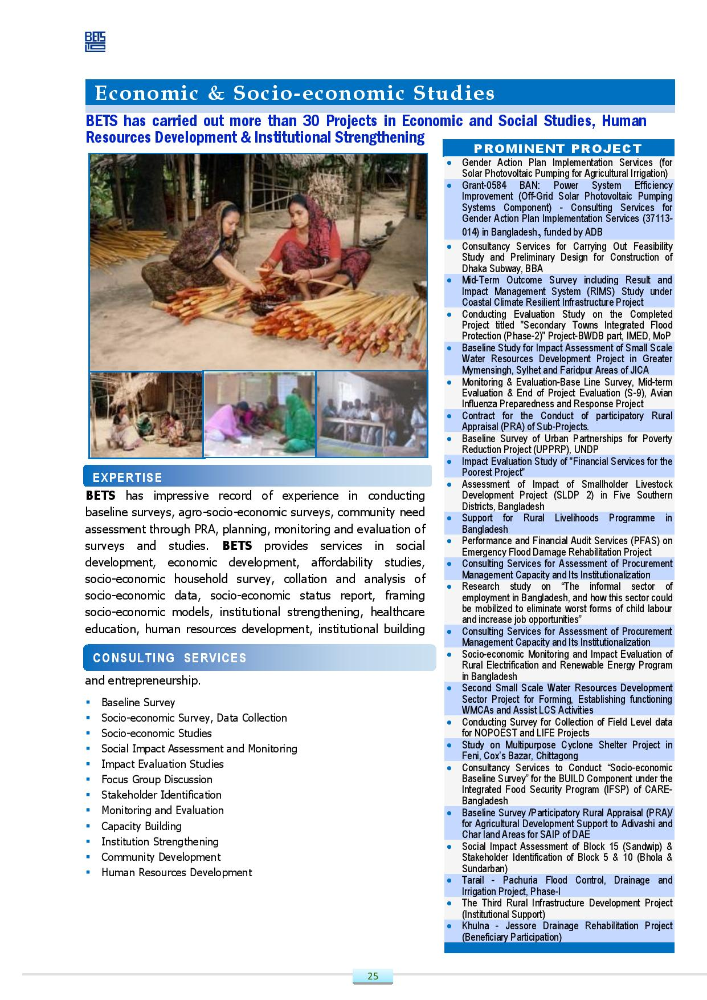 BETS
LTD
Economic & Socio-economic Studies
BETS has carried out more than 30 Projects in Economic and Social Studies, Human
Resources Development & Institutional Strengthening
EXPERTISE
BETS has impressive record of experience in conducting
baseline surveys, agro-socio-economic surveys, community need
assessment through PRA, planning, monitoring and evaluation of
surveys and studies. BETS provides services in social
development, economic development, affordability studies,
socio-economic household survey, collation and analysis of
socio-economic data, socio-economic status report, framing
socio-economic models, institutional strengthening, healthcare
education, human resources development, institutional building
CONSULTING SERVICES
and entrepreneurship.
▪ Baseline Survey
▪ Socio-economic Survey, Data Collection
▪ Socio-economic Studies
▪ Social Impact Assessment and Monitoring
▪ Impact Evaluation Studies
▪ Focus Group Discussion
▪ Stakeholder Identification
▪ Monitoring and Evaluation
▪ Capacity Building
▪ Institution Strengthening
▪ Community Development
▪ Human Resources Development
PROMINENT PROJECT
• Gender Action Plan Implementation Services (for
Solar Photovoltaic Pumping for Agricultural Irrigation)
• Grant-0584 BAN: Power System Efficiency
Improvement (Off-Grid Solar Photovoltaic Pumping
Systems Component) - Consulting Services for
Gender Action Plan Implementation Services (37113-
014) in Bangladesh, funded by ADB
• Consultancy Services for Carrying Out Feasibility
Study and Preliminary Design for Construction of
Dhaka Subway, BBA
• Mid-Term Outcome Survey including Result and
Impact Management System (RIMS) Study under
Coastal Climate Resilient Infrastructure Project
• Conducting Evaluation Study on the Completed
Project titled "Secondary Towns Integrated Flood
Protection (Phase-2)" Project-BWDB part, IMED, MoP
• Baseline Study for Impact Assessment of Small Scale
Water Resources Development Project in Greater
Mymensingh, Sylhet and Faridpur Areas of JICA
• Monitoring & Evaluation-Base Line Survey, Mid-term
Evaluation & End of Project Evaluation (S-9), Avian
Influenza Preparedness and Response Project
• Contract for the Conduct of participatory Rural
Appraisal (PRA) of Sub-Projects.
• Baseline Survey of Urban Partnerships for Poverty
Reduction Project (UPPRP), UNDP
• Impact Evaluation Study of "Financial Services for the
Poorest Project"
• Assessment of Impact of Smallholder Livestock
Development Project (SLDP 2) in Five Southern
Districts, Bangladesh
• Support for Rural Livelihoods Programme in
Bangladesh
• Performance and Financial Audit Services (PFAS) on
Emergency Flood Damage Rehabilitation Project
• Consulting Services for Assessment of Procurement
Management Capacity and Its Institutionalization
• Research study on “The informal sector of
employment in Bangladesh, and how this sector could
be mobilized to eliminate worst forms of child labour
and increase job opportunities”
• Consulting Services for Assessment of Procurement
Management Capacity and Its Institutionalization
• Socio-economic Monitoring and Impact Evaluation of
Rural Electrification and Renewable Energy Program
in Bangladesh
• Second Small Scale Water Resources Development
Sector Project for Forming, Establishing functioning
WMCAs and Assist LCS Activities
• Conducting Survey for Collection of Field Level data
for NOPOEST and LIFE Projects
• Study on Multipurpose Cyclone Shelter Project in
Feni, Cox’s Bazar, Chittagong
• Consultancy Services to Conduct “Socio-economic
Baseline Survey” for the BUILD Component under the
Integrated Food Security Program (IFSP) of CARE-
Bangladesh
• Baseline Survey /Participatory Rural Appraisal (PRA)/
for Agricultural Development Support to Adivashi and
Char land Areas for SAIP of DAE
• Social Impact Assessment of Block 15 (Sandwip) &
Stakeholder Identification of Block 5 & 10 (Bhola &
Sundarban)
• Tarail - Pachuria Flood Control, Drainage and
Irrigation Project, Phase-I
• The Third Rural Infrastructure Development Project
(Institutional Support)
• Khulna - Jessore Drainage Rehabilitation Project
(Beneficiary Participation)
25